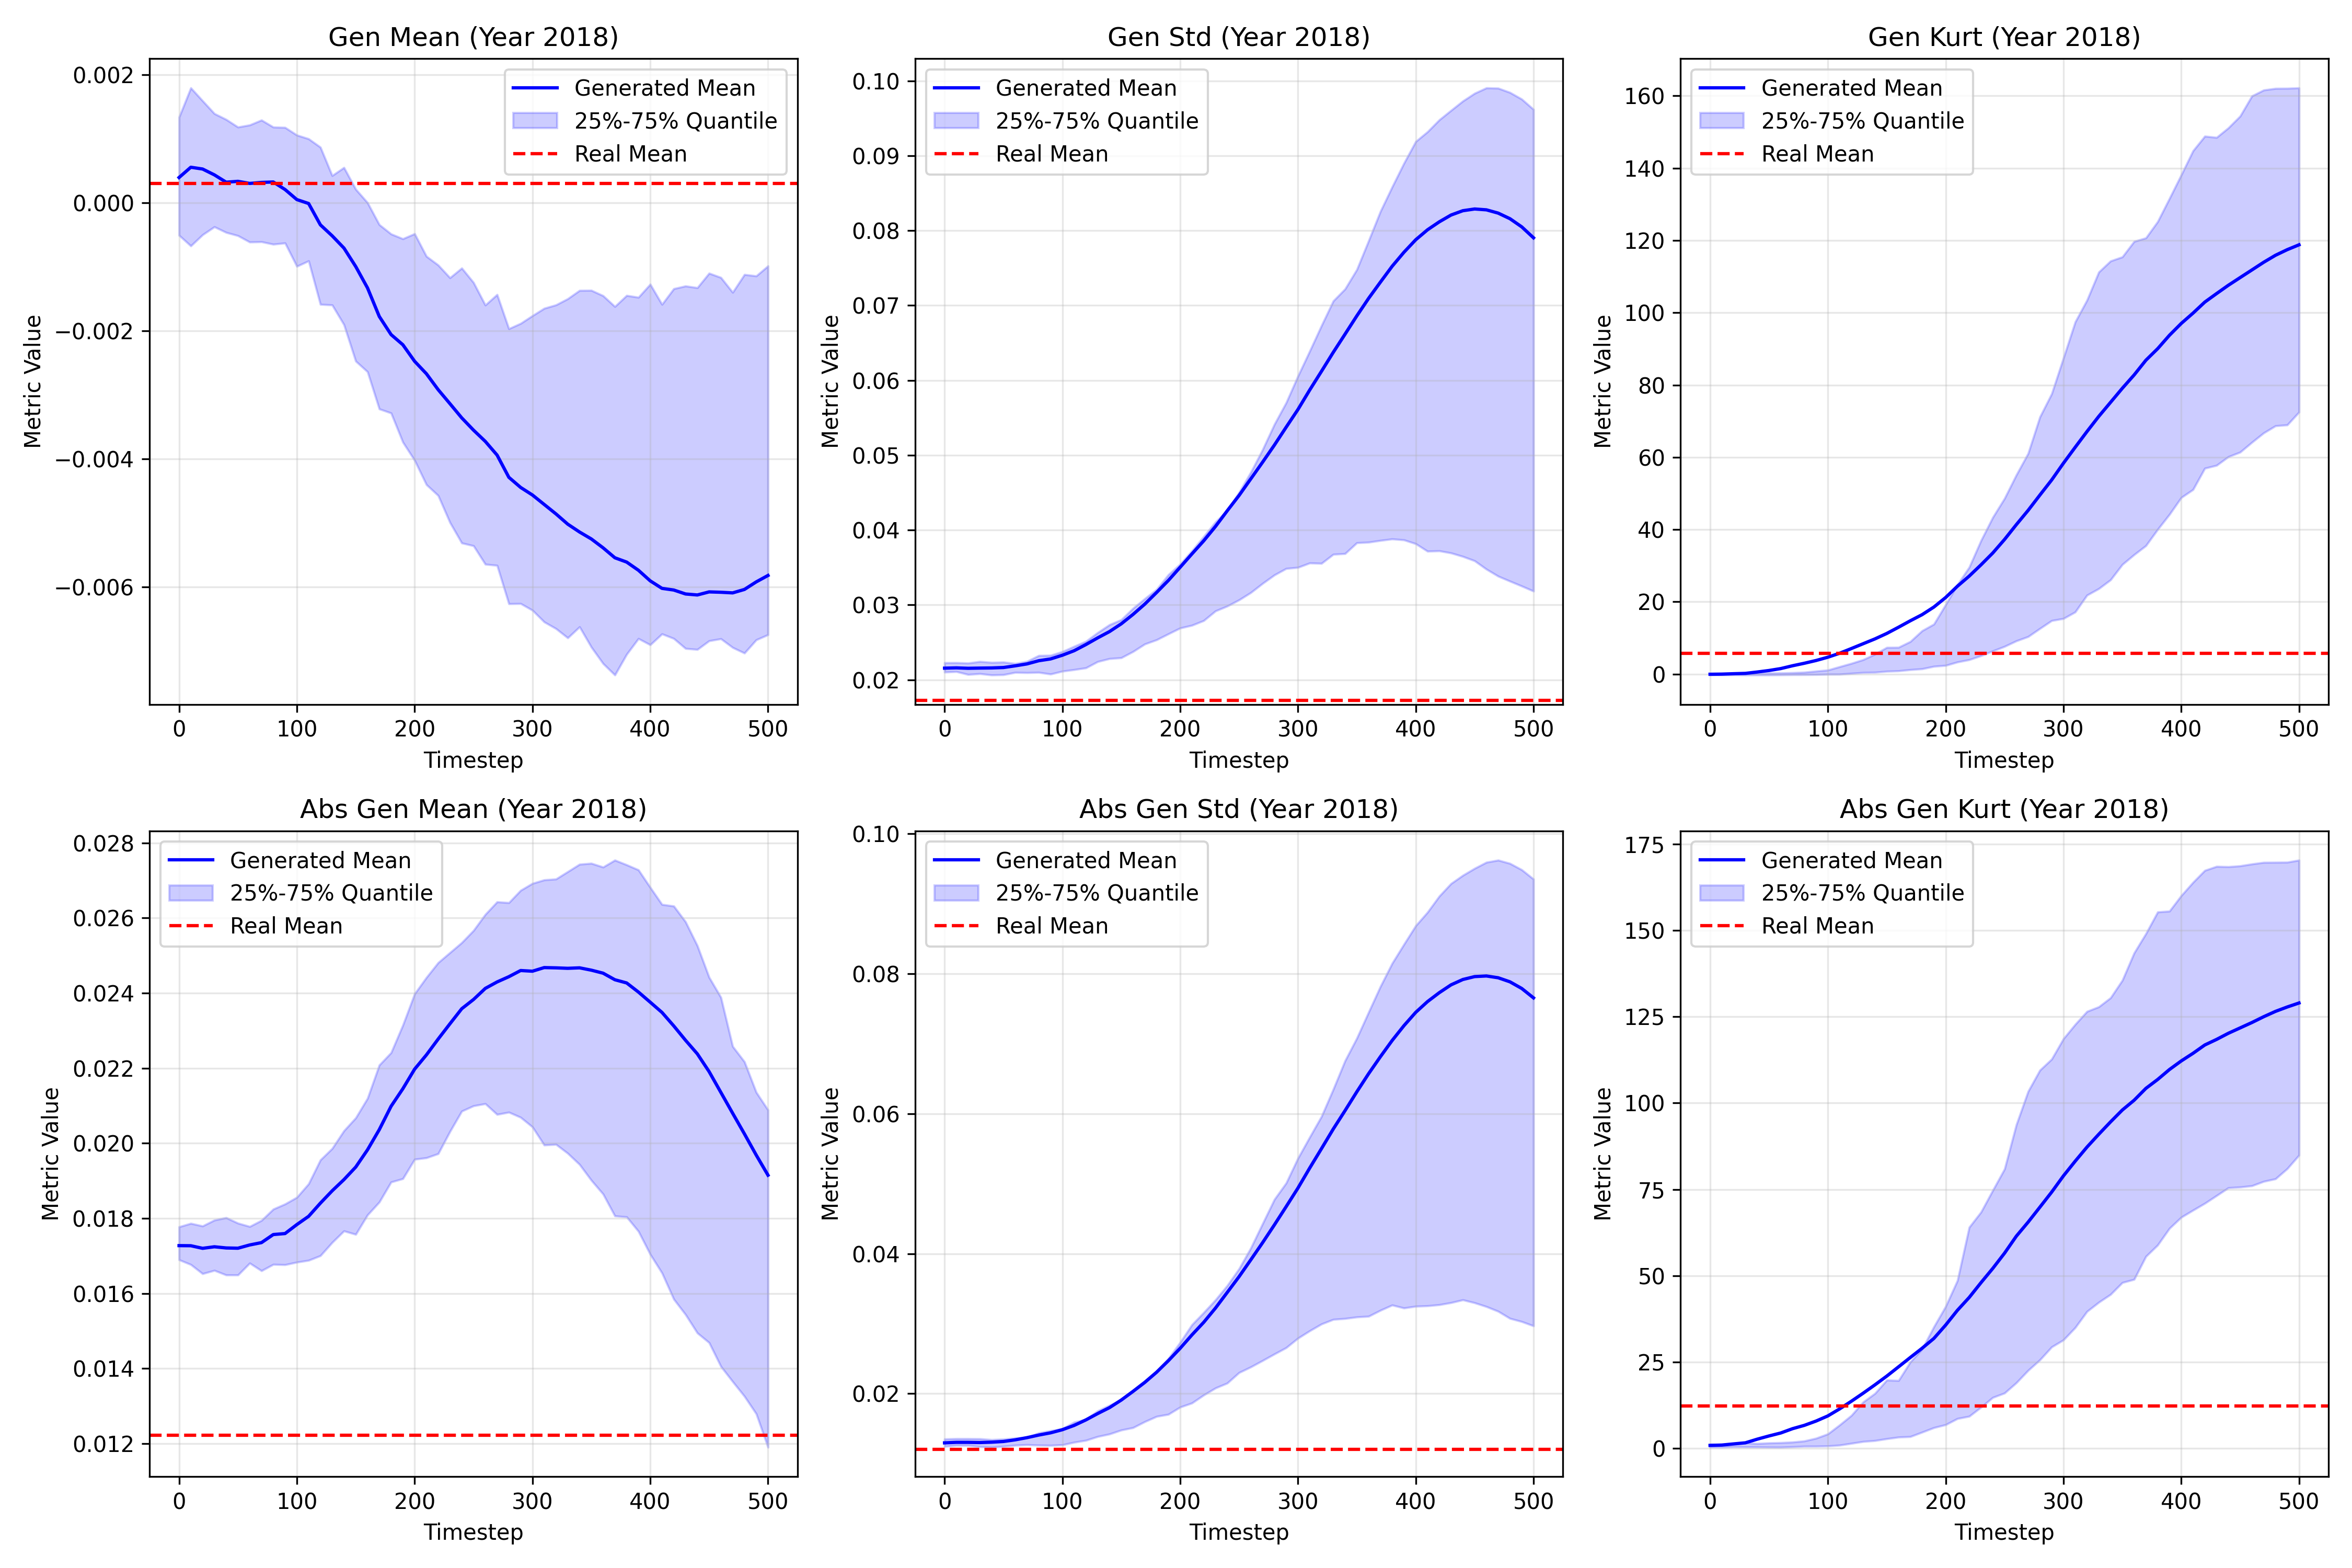 Gen Mean (Year 2018)
Generated Mean
25%-75% Quantile
Real Mean
0.002
0.000
−0.002
−0.004
−0.006
Metric Value
0 100 200 300 400 500
Timestep
Gen Std (Year 2018)
Generated Mean
25%-75% Quantile
Real Mean
0.10
0.09
0.08
0.07
0.06
0.05
0.04
0.03
0.02
Metric Value
0 100 200 300 400 500
Timestep
Gen Kurt (Year 2018)
Generated Mean
25%-75% Quantile
Real Mean
160
140
120
100
80
60
40
20
0
Metric Value
0 100 200 300 400 500
Timestep
Abs Gen Mean (Year 2018)
Generated Mean
25%-75% Quantile
Real Mean
0.028
0.026
0.024
0.022
0.020
0.018
0.016
0.014
0.012
Metric Value
0 100 200 300 400 500
Timestep
Abs Gen Std (Year 2018)
Generated Mean
25%-75% Quantile
Real Mean
0.10
0.08
0.06
0.04
0.02
Metric Value
0 100 200 300 400 500
Timestep
Abs Gen Kurt (Year 2018)
Generated Mean
25%-75% Quantile
Real Mean
175
150
125
100
75
50
25
0
Metric Value
0 100 200 300 400 500
Timestep